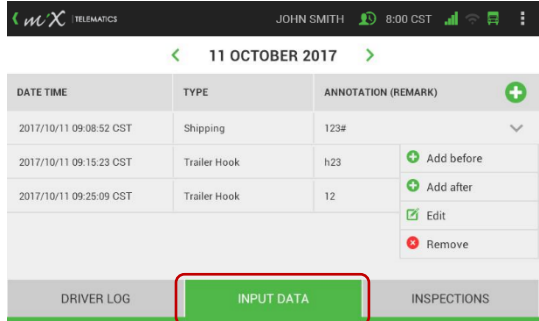 miX TELEMATICS JOHN SMITH 8:00 CST
11 OCTOBER 2017
DATE TIME TYPE ANNOTATION (REMARK)
2017/10/11 09:08:52 CST Shipping 123#
2017/10/11 09:15:23 CST Trailer Hook h23
Add before
2017/10/11 09:25:09 CST Trailer Hook 12
Add after
Edit
Remove
DRIVER LOG INPUT DATA INSPECTIONS